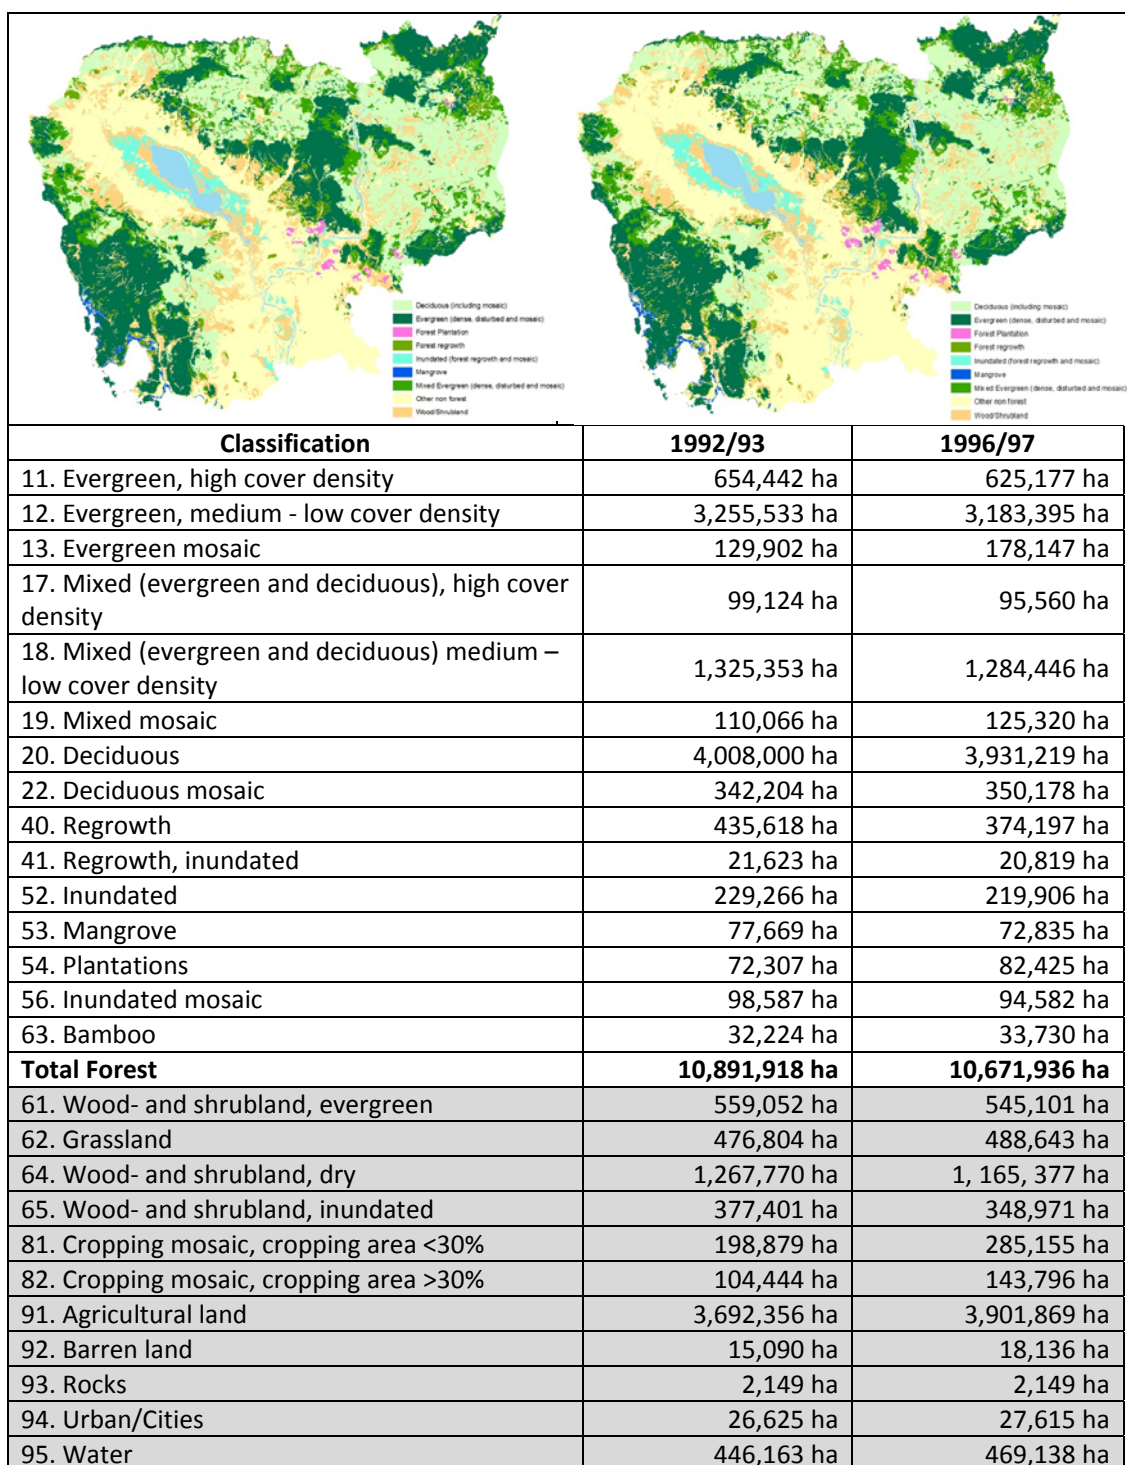 Deciduous (including mosaic)
Evergreen (dense, disturbed and mosaic)
Forest Plantation
Forest regrowth
Inundated (forest regrowth and mosaic)
Mangrove
Mixed Evergreen (dense, disturbed and mosaic)
Other non forest
Wood/Shrubland
Deciduous (including mosaic)
Evergreen (dense, disturbed and mosaic)
Forest Plantation
Forest regrowth
Inundated (forest regrowth and mosaic)
Mangrove
Mixed Evergreen (dense, disturbed and mosaic)
Other non forest
Wood/Shrubland
Classification 1992/93 1996/97
11. Evergreen, high cover density 654,442 ha 625,177 ha
12. Evergreen, medium - low cover density 3,255,533 ha 3,183,395 ha
13. Evergreen mosaic 129,902 ha 178,147 ha
17. Mixed (evergreen and deciduous), high cover
density 99,124 ha 95,560 ha
18. Mixed (evergreen and deciduous) medium –
low cover density 1,325,353 ha 1,284,446 ha
19. Mixed mosaic 110,066 ha 125,320 ha
20. Deciduous 4,008,000 ha 3,931,219 ha
22. Deciduous mosaic 342,204 ha 350,178 ha
40. Regrowth 435,618 ha 374,197 ha
41. Regrowth, inundated 21,623 ha 20,819 ha
52. Inundated 229,266 ha 219,906 ha
53. Mangrove 77,669 ha 72,835 ha
54. Plantations 72,307 ha 82,425 ha
56. Inundated mosaic 98,587 ha 94,582 ha
63. Bamboo 32,224 ha 33,730 ha
Total Forest 10,891,918 ha 10,671,936 ha
61. Wood- and shrubland, evergreen 559,052 ha 545,101 ha
62. Grassland 476,804 ha 488,643 ha
64. Wood- and shrubland, dry 1,267,770 ha 1, 165, 377 ha
65. Wood- and shrubland, inundated 377,401 ha 348,971 ha
81. Cropping mosaic, cropping area <30% 198,879 ha 285,155 ha
82. Cropping mosaic, cropping area >30% 104,444 ha 143,796 ha
91. Agricultural land 3,692,356 ha 3,901,869 ha
92. Barren land 15,090 ha 18,136 ha
93. Rocks 2,149 ha 2,149 ha
94. Urban/Cities 26,625 ha 27,615 ha
95. Water 446,163 ha 469,138 ha